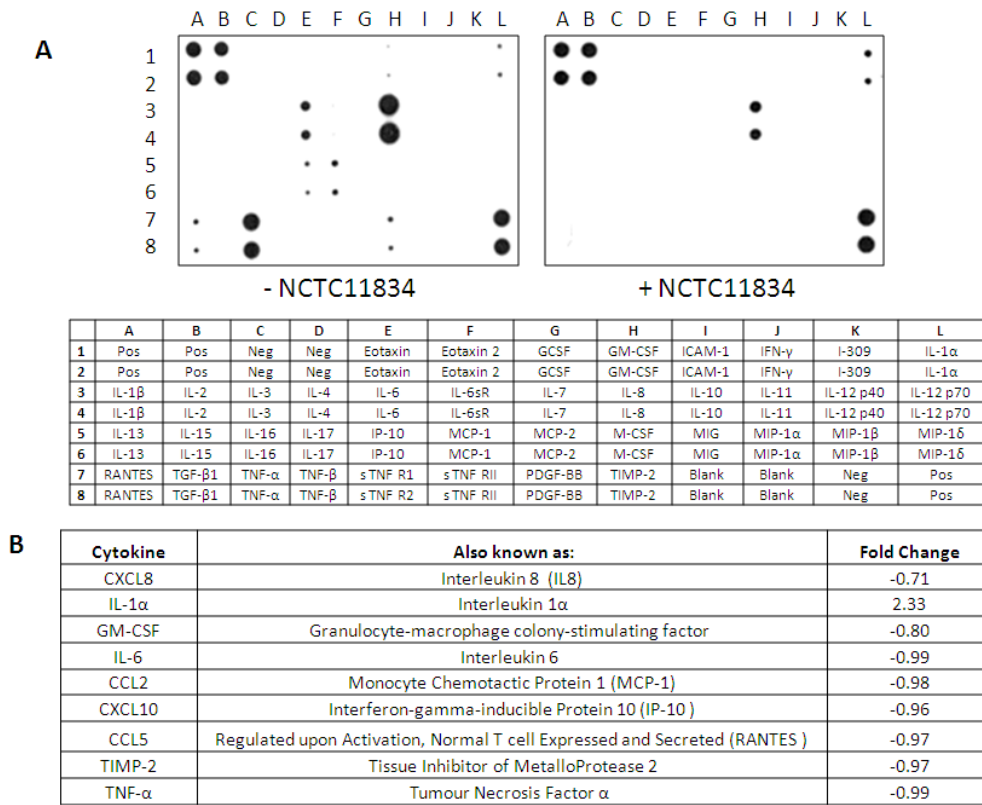 A B C D E F G H I J K L A B C D E F G H I J K L
A
1
2
3
4
5
6
7
8
- NCTC11834 + NCTC11834
A B C D E F G H I J K L
1 Pos Pos Neg Neg Eotaxin Eotaxin 2 GCSF GM-CSF ICAM-1 IFN-γ I-309 IL-1α
2 Pos Pos Neg Neg Eotaxin Eotaxin 2 GCSF GM-CSF ICAM-1 IFN-γ I-309 IL-1α
3 IL-1β IL-2 IL-3 IL-4 IL-6 IL-6sR IL-7 IL-8 IL-10 IL-11 IL-12 p40 IL-12 p70
4 IL-1β IL-2 IL-3 IL-4 IL-6 IL-6sR IL-7 IL-8 IL-10 IL-11 IL-12 p40 IL-12 p70
5 IL-13 IL-15 IL-16 IL-17 IP-10 MCP-1 MCP-2 M-CSF MIG MIP-1α MIP-1β MIP-1δ
6 IL-13 IL-15 IL-16 IL-17 IP-10 MCP-1 MCP-2 M-CSF MIG MIP-1α MIP-1β MIP-1δ
7 RANTES TGF-β1 TNF-α TNF-β sTNF R1 sTNF RII PDGF-BB TIMP-2 Blank Blank Neg Pos
8 RANTES TGF-β1 TNF-α TNF-β sTNF R2 sTNF RII PDGF-BB TIMP-2 Blank Blank Neg Pos
B
Cytokine Also known as: Fold Change
CXCL8 Interleukin 8 (IL8) -0.71
IL-1α Interleukin 1α 2.33
GM-CSF Granulocyte-macrophage colony-stimulating factor -0.80
IL-6 Interleukin 6 -0.99
CCL2 Monocyte Chemotactic Protein 1 (MCP-1) -0.98
CXCL10 Interferon-gamma-inducible Protein 10 (IP-10 ) -0.96
CCL5 Regulated upon Activation, Normal T cell Expressed and Secreted (RANTES ) -0.97
TIMP-2 Tissue Inhibitor of MetalloProtease 2 -0.97
TNF-α Tumour Necrosis Factor α -0.99